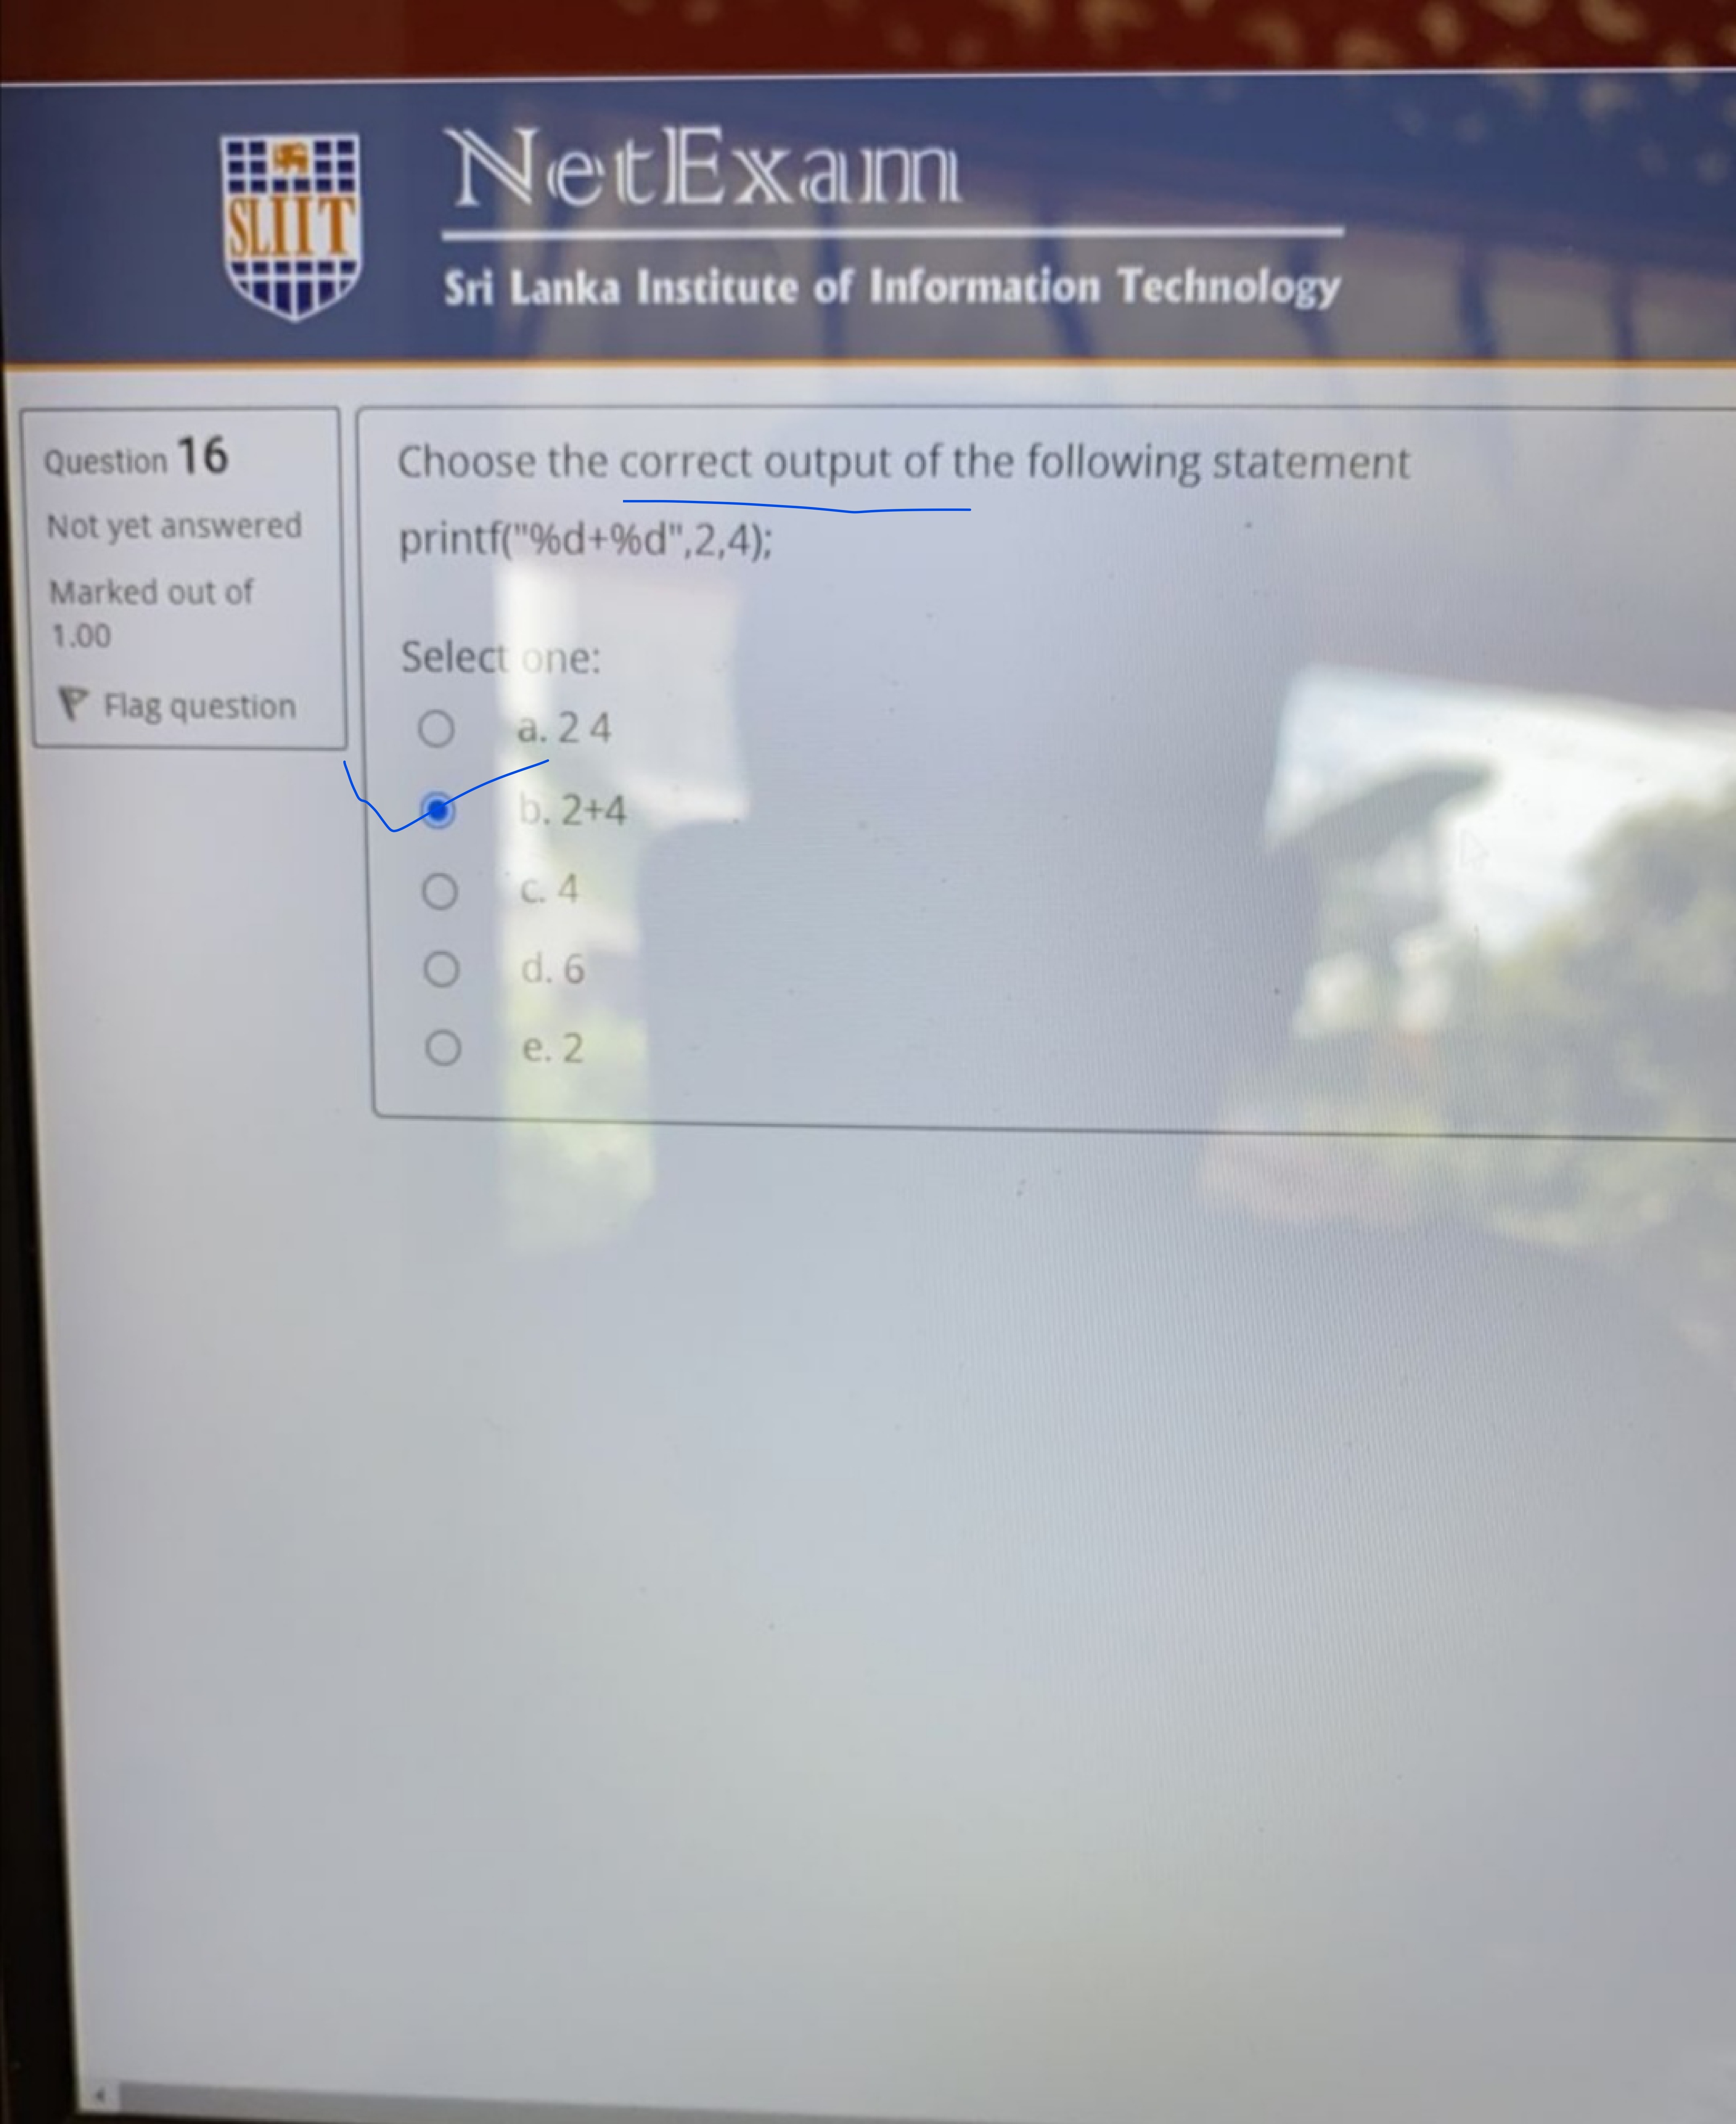 SLIIT
NetExam
Sri Lanka Institute of Information Technology
Question 16
Not yet answered
Marked out of
1.00
Flag question
Choose the correct output of the following statement
printf("%d+%d",2,4);
Select one:
a. 2 4
b. 2+4
c. 4
d. 6
e. 2